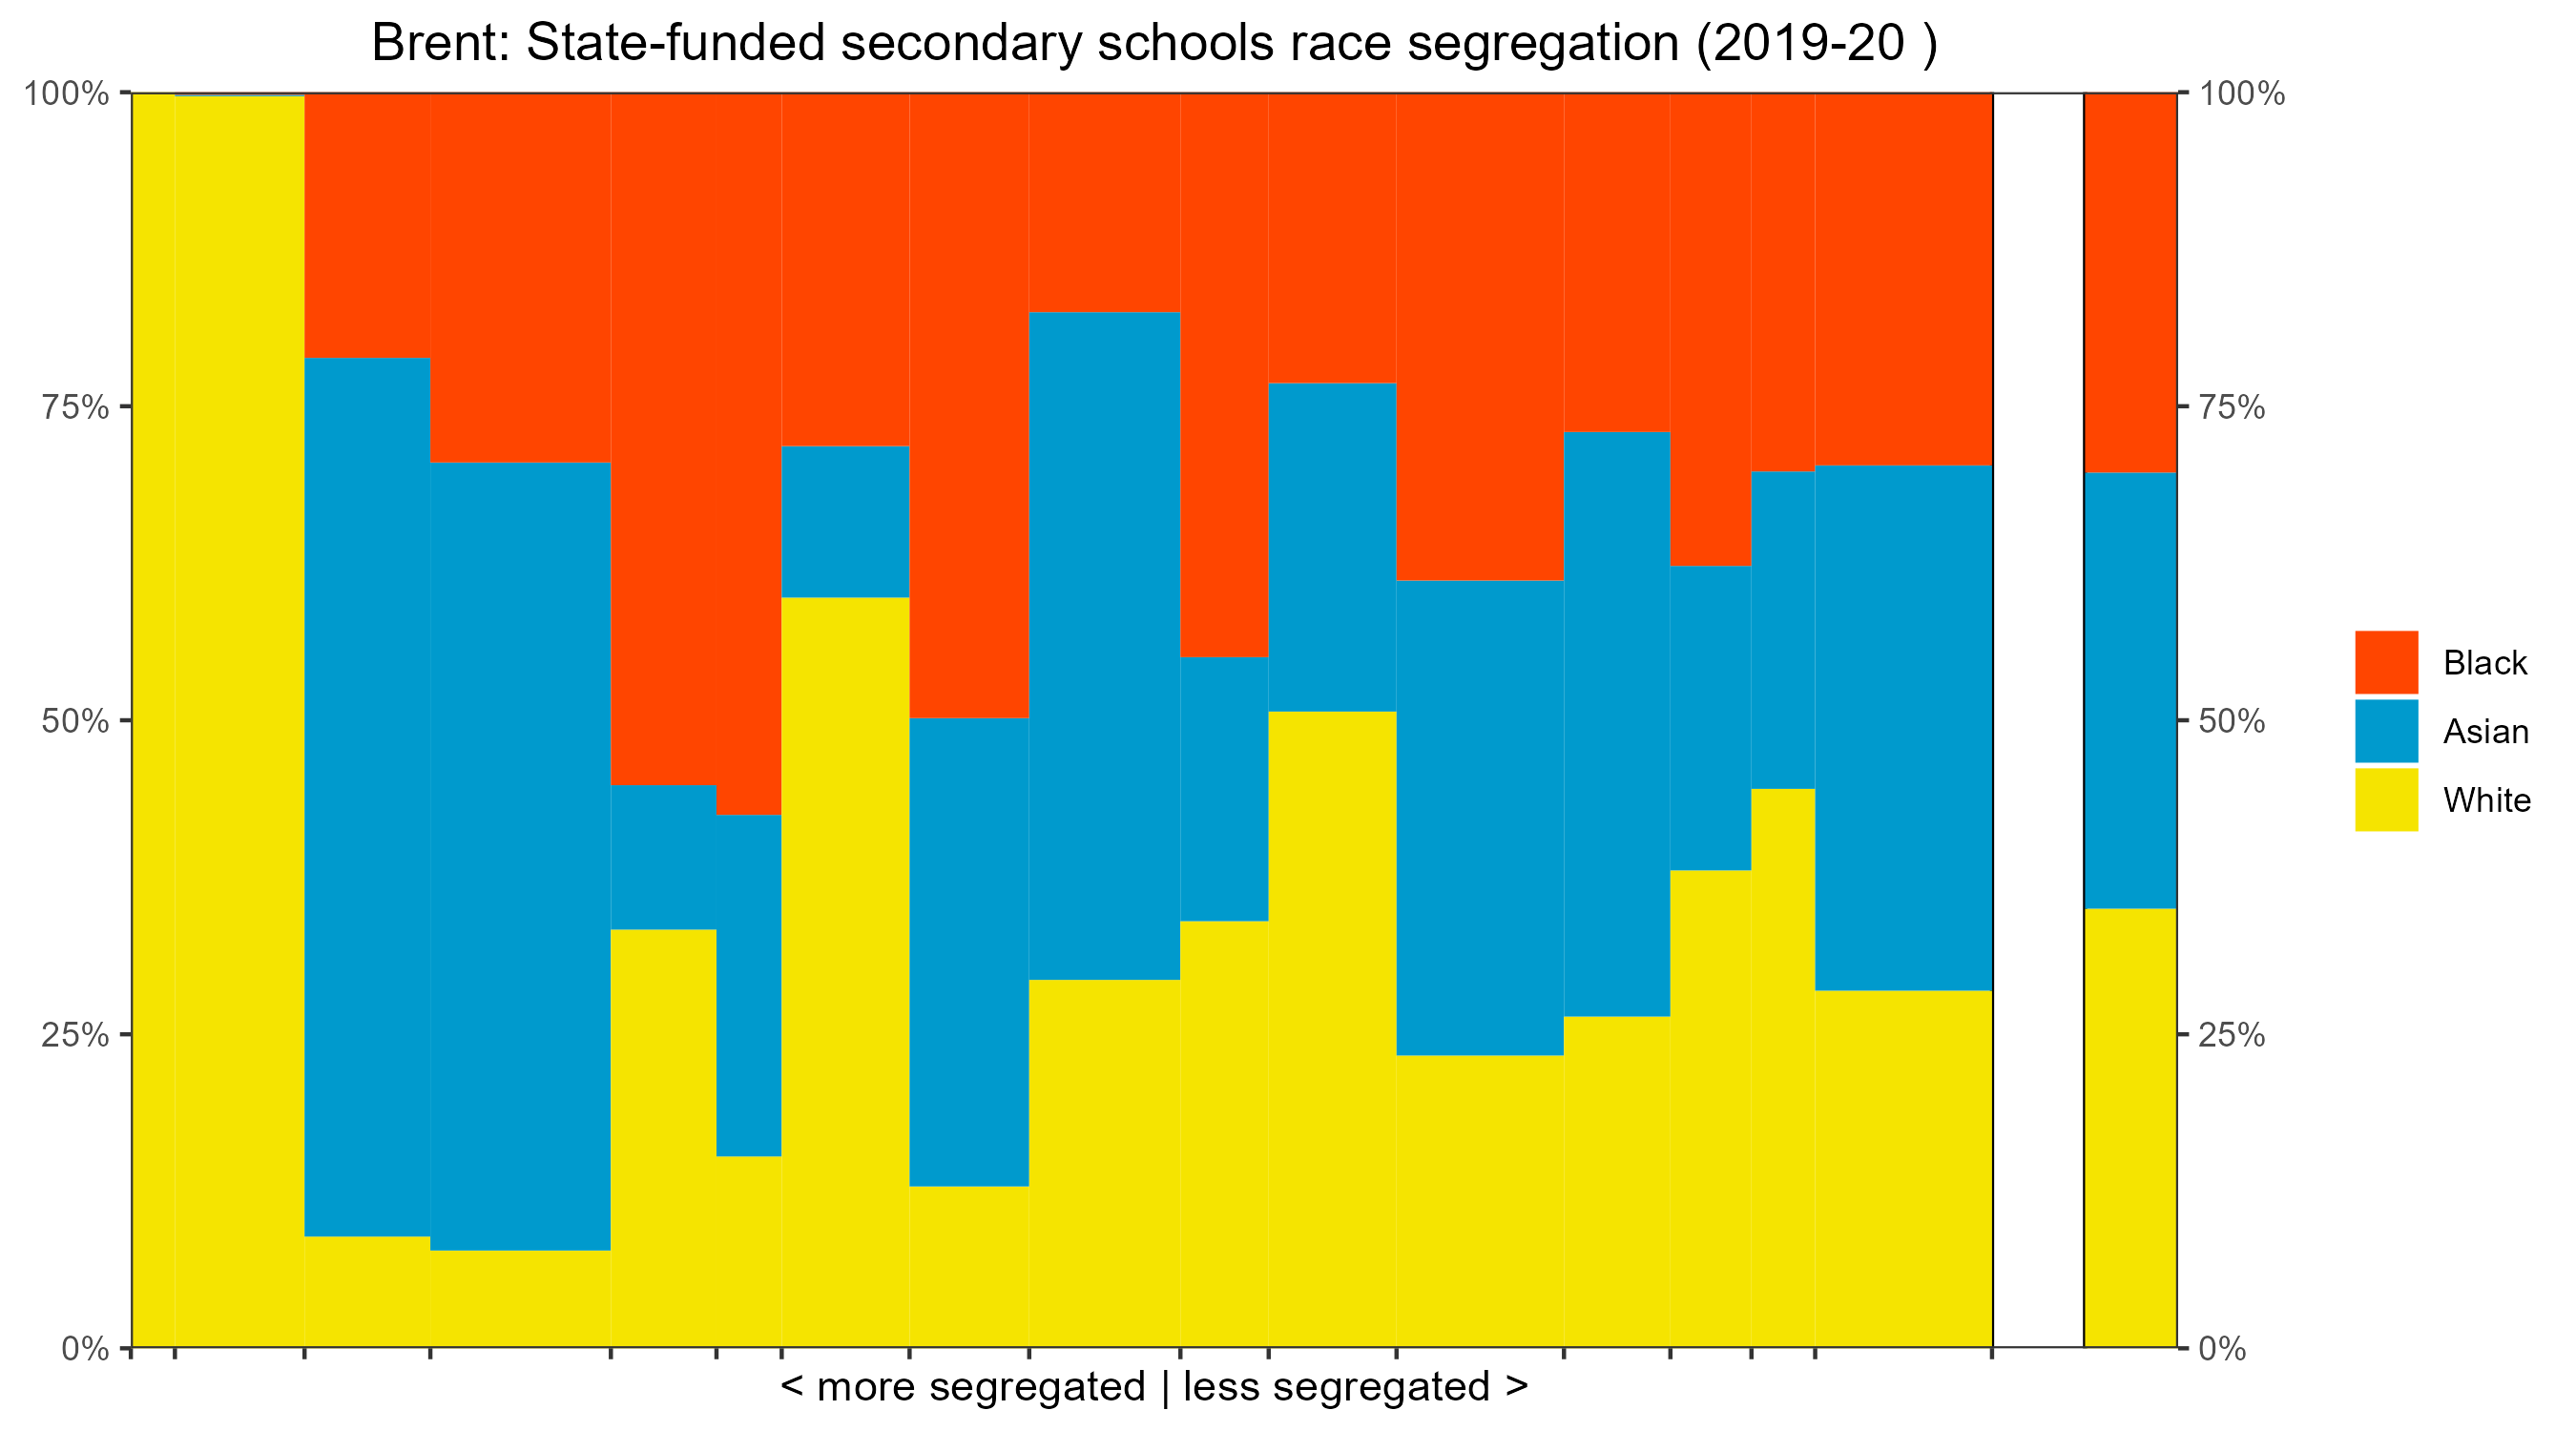 Brent: State-funded secondary schools race segregation (2019-20 )
100%
75%
50%
25%
0%
100%
75%
50%
25%
0%
Black
Asian
White
< more segregated | less segregated >